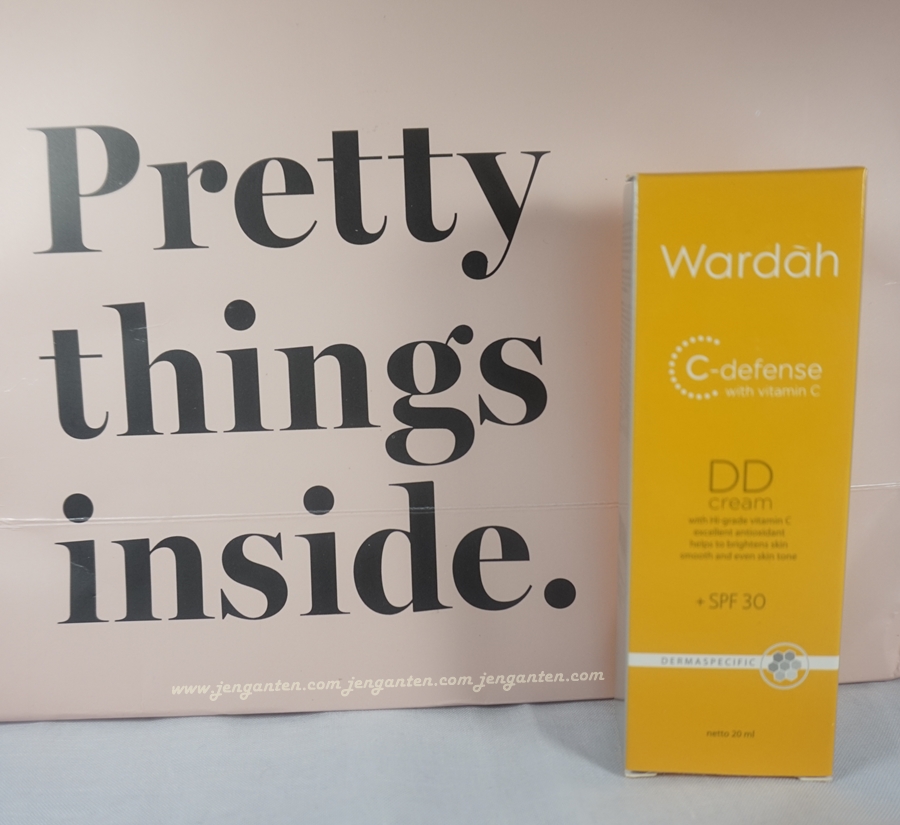 Pretty
things
inside.
www.jenganten.com jenganten.com jenganten.com
Wardàh
C-defense
with vitamin C
DD
cream
with Hi-grade vitamin C
excellent antioxidant
helps to brightens skin
smooth and even skin tone
+ SPF 30
DERMASPECIFIC
netto 20 ml